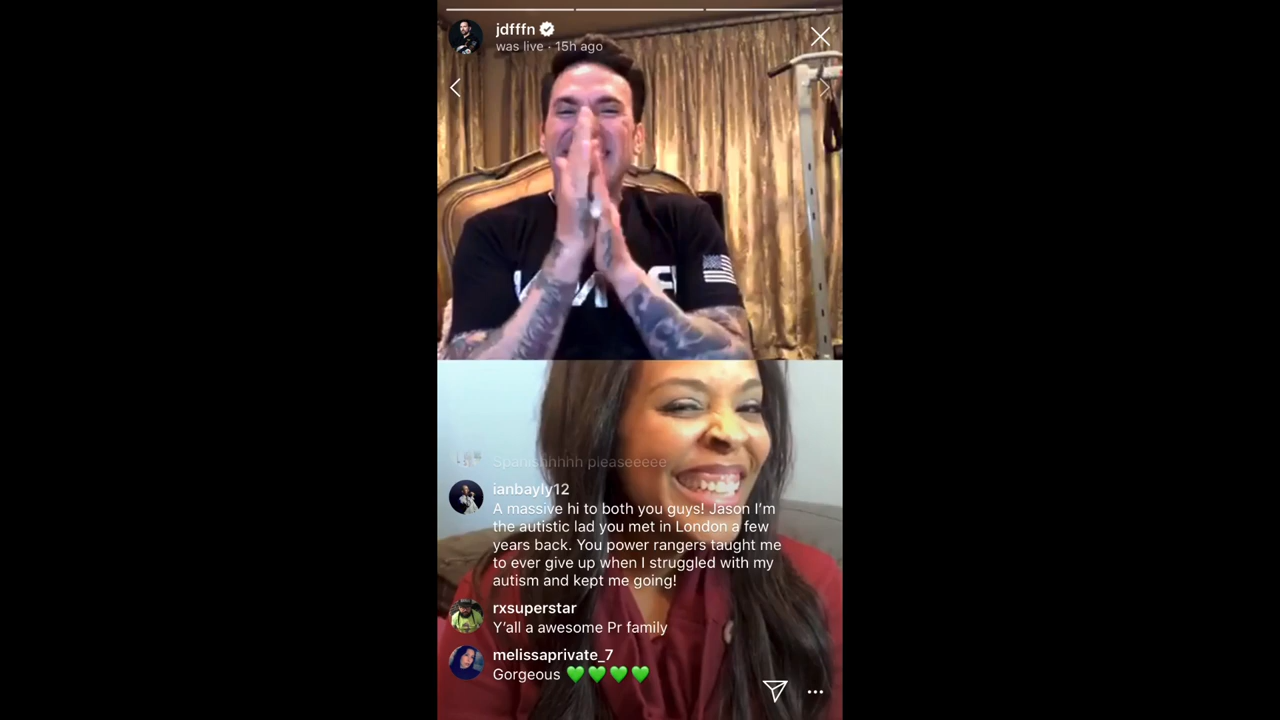 jdfffn
was live · 15h ago
Spanishhhhh pleaseeeee
ianbayly12
A massive hi to both you guys! Jason I’m
the autistic lad you met in London a few
years back. You power rangers taught me
to ever give up when I struggled with my
autism and kept me going!
rxsuperstar
Y’all a awesome Pr family
melissaprivate_7
Gorgeous 💚💚💚💚